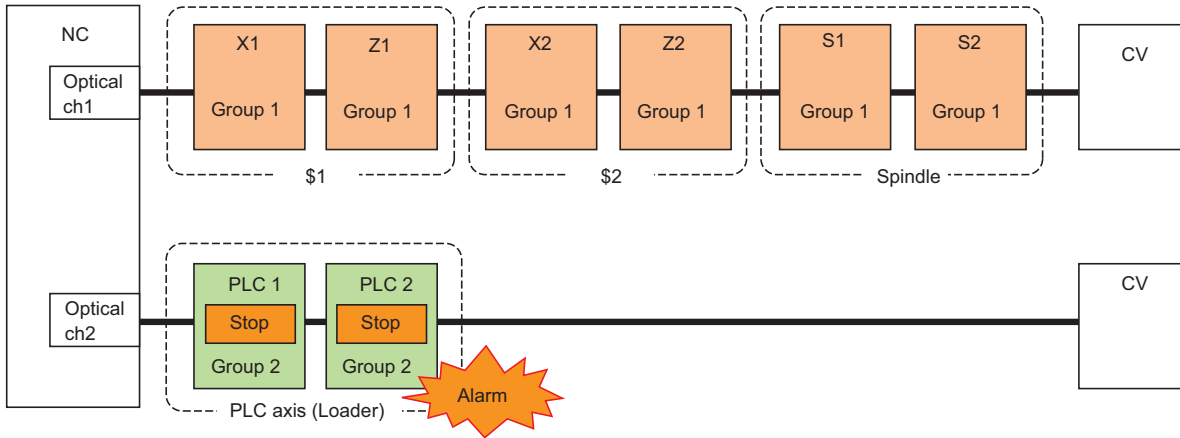 NC
X1
Z1
X2
Z2
S1
S2
CV
Optical
ch1
Group 1
Group 1
Group 1
Group 1
Group 1
Group 1
$1
$2
Spindle
PLC 1
PLC 2
CV
Optical
ch2
Stop
Stop
Group 2
Group 2
Alarm
PLC axis (Loader)